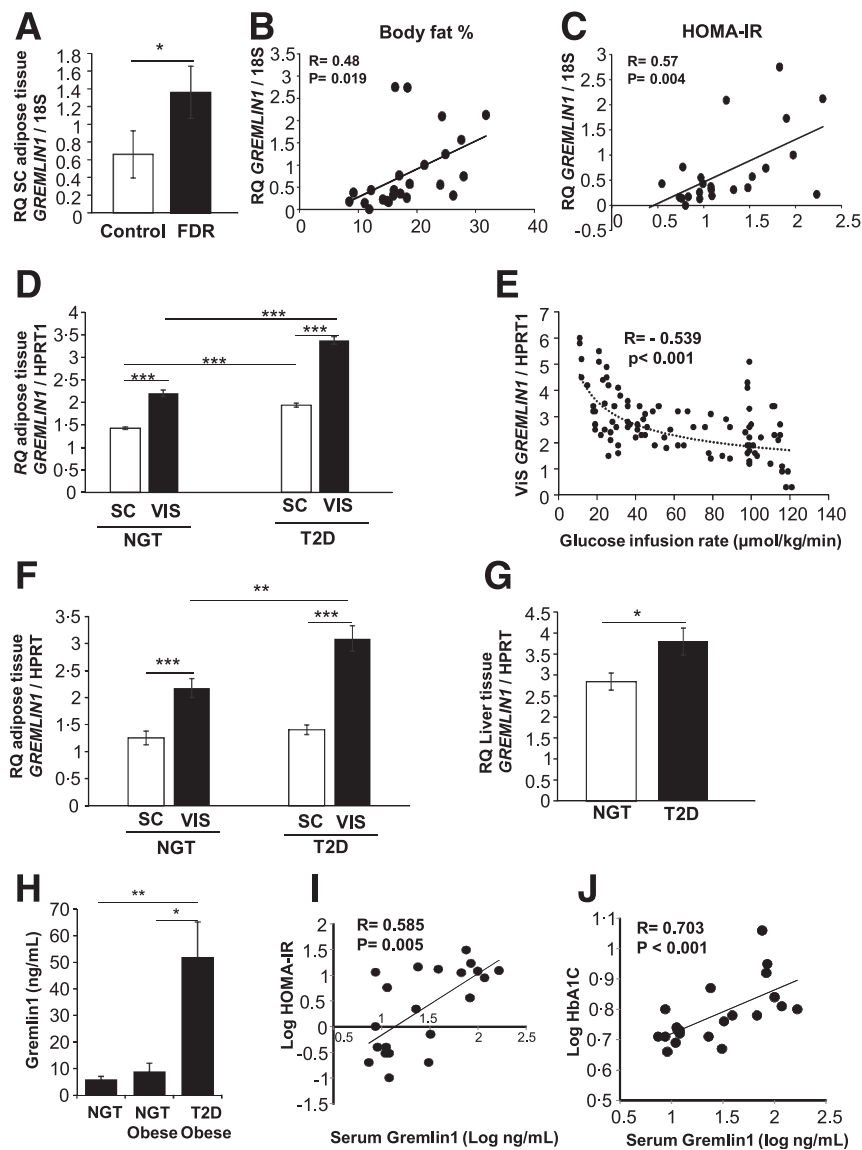 A
*
RQ SC adipose tissue
GREMLIN1 / 18S
1.8
1.6
1.4
1.2
1
0.8
0.6
0.4
0.2
0
Control FDR
B
Body fat %
R= 0.48
P= 0.019
RQ GREMLIN1 / 18S
3
2.5
2
1.5
1
0.5
0
0 10 20 30 40
C
HOMA-IR
R= 0.57
P= 0.004
RQ GREMLIN1 / 18S
3
2.5
2
1.5
1
0.5
0
-0.5
0 0.5 1 1.5 2 2.5
D
***
***
***
***
RQ adipose tissue
GREMLIN1 / HPRT1
4
3·5
3
2·5
2
1·5
1
0·5
0
SC VIS SC VIS
NGT T2D
E
R= - 0.539
p< 0.001
ViS GREMLIN1 / HPRT1
7
6
5
4
3
2
1
0
0 20 40 60 80 100 120 140
Glucose infusion rate (µmol/kg/min)
F
**
***
***
RQ adipose tissue
GREMLIN1 / HPRT
3·5
3
2·5
2
1·5
1
0·5
0
SC VIS SC VIS
NGT T2D
G
*
RQ Liver tissue
GREMLIN1 / HPRT
4.5
4
3.5
3
2.5
2
1.5
1
0.5
0
NGT T2D
H
**
*
Gremlin1 (ng/mL)
70
60
50
40
30
20
10
0
NGT NGT T2D
Obese Obese
I
R= 0.585
P= 0.005
Log HOMA-IR
2
1.5
1
0.5
0
-0.5
-1
-1.5
0.5 1 1.5 2 2.5
Serum Gremlin1 (Log ng/mL)
J
R= 0.703
P < 0.001
Log HbA1C
1·1
1
0·9
0·8
0·7
0·6
0·5
0.5 1 1.5 2 2.5
Serum Gremlin1 (log ng/mL)